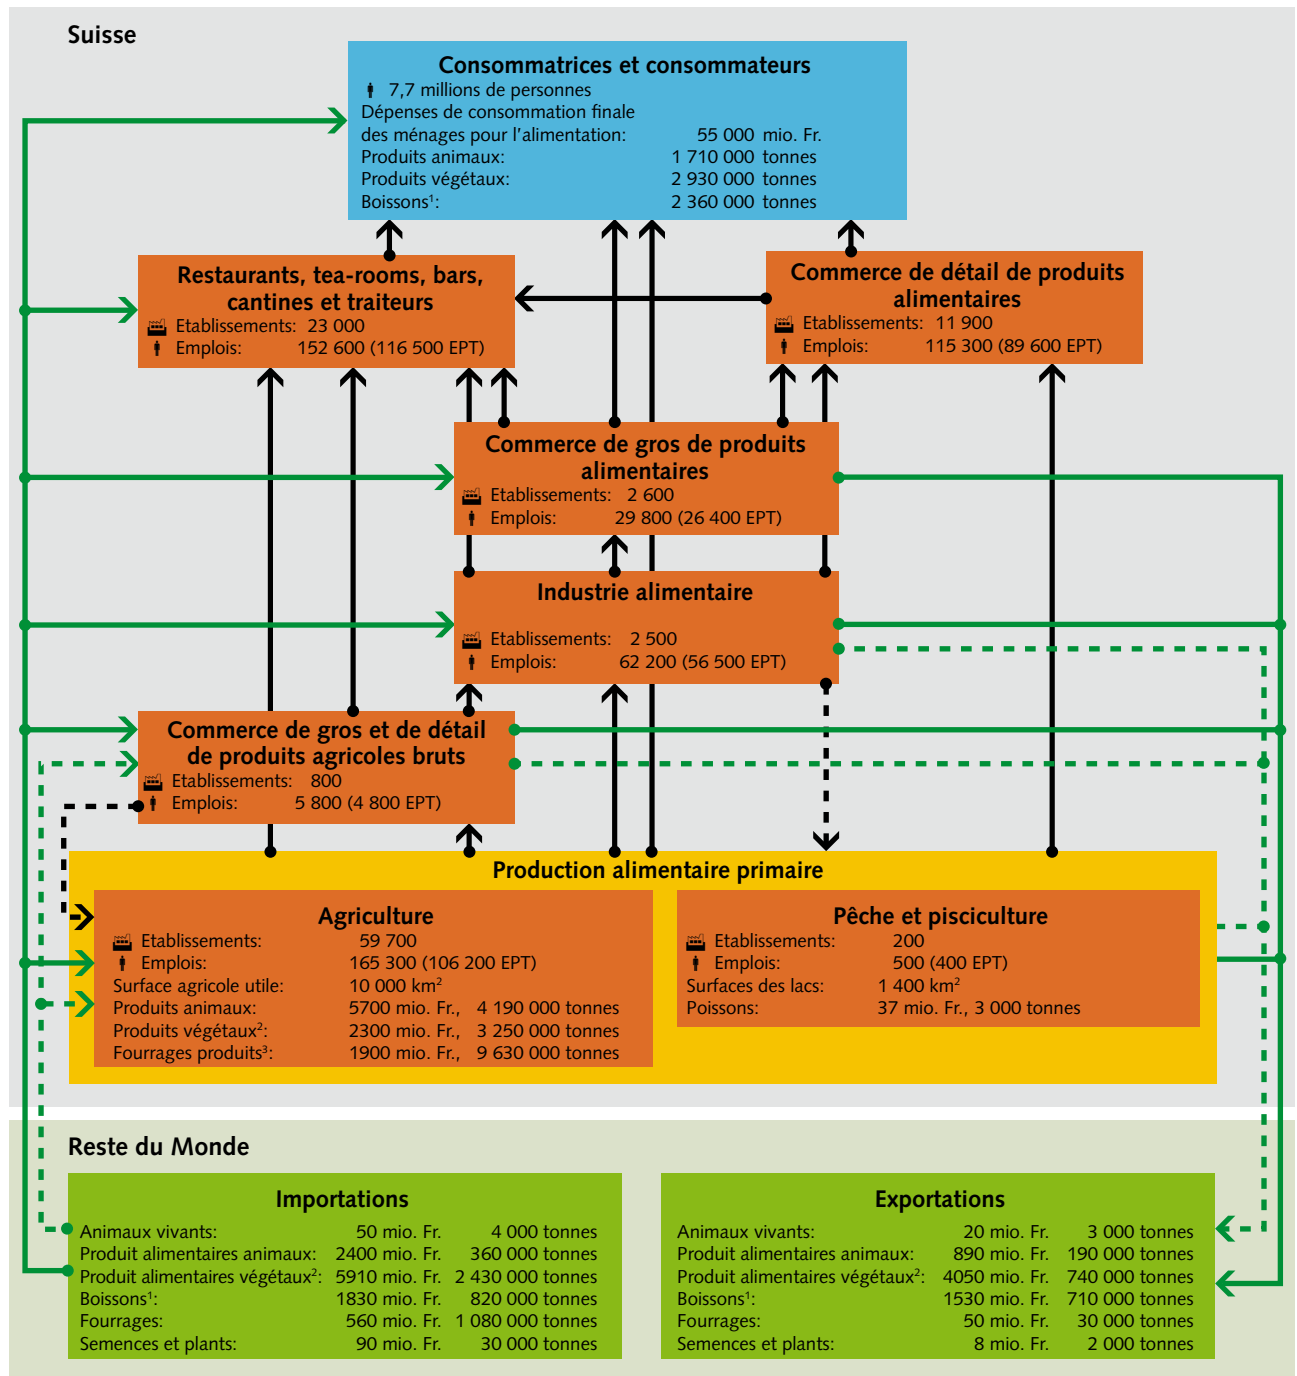 Suisse
Consommatrices et consommateurs
7,7 millions de personnes
Dépenses de consommation finale
des ménages pour l'alimentation: 55 000 mio. Fr.
Produits animaux: 1 710 000 tonnes
Produits végétaux: 2 930 000 tonnes
Boissons¹: 2 360 000 tonnes
Restaurants, tea-rooms, bars,
cantines et traiteurs
Etablissements: 23 000
Emplois: 152 600 (116 500 EPT)
Commerce de détail de produits
alimentaires
Etablissements: 11 900
Emplois: 115 300 (89 600 EPT)
Commerce de gros de produits
alimentaires
Etablissements: 2 600
Emplois: 29 800 (26 400 EPT)
Industrie alimentaire
Etablissements: 2 500
Emplois: 62 200 (56 500 EPT)
Commerce de gros et de détail
de produits agricoles bruts
Etablissements: 800
Emplois: 5 800 (4 800 EPT)
Production alimentaire primaire
Agriculture
Etablissements: 59 700
Emplois: 165 300 (106 200 EPT)
Surface agricole utile: 10 000 km²
Produits animaux: 5700 mio. Fr., 4 190 000 tonnes
Produits végétaux²: 2300 mio. Fr., 3 250 000 tonnes
Fourrages produits³: 1900 mio. Fr., 9 630 000 tonnes
Pêche et pisciculture
Etablissements: 200
Emplois: 500 (400 EPT)
Surfaces des lacs: 1 400 km²
Poissons: 37 mio. Fr., 3 000 tonnes
Reste du Monde
Importations
Animaux vivants: 50 mio. Fr. 4 000 tonnes
Produit alimentaires animaux: 2400 mio. Fr. 360 000 tonnes
Produit alimentaires végétaux²: 5910 mio. Fr. 2 430 000 tonnes
Boissons¹: 1830 mio. Fr. 820 000 tonnes
Fourrages: 560 mio. Fr. 1 080 000 tonnes
Semences et plants: 90 mio. Fr. 30 000 tonnes
Exportations
Animaux vivants: 20 mio. Fr. 3 000 tonnes
Produit alimentaires animaux: 890 mio. Fr. 190 000 tonnes
Produit alimentaires végétaux²: 4050 mio. Fr. 740 000 tonnes
Boissons¹: 1530 mio. Fr. 710 000 tonnes
Fourrages: 50 mio. Fr. 30 000 tonnes
Semences et plants: 8 mio. Fr. 2 000 tonnes